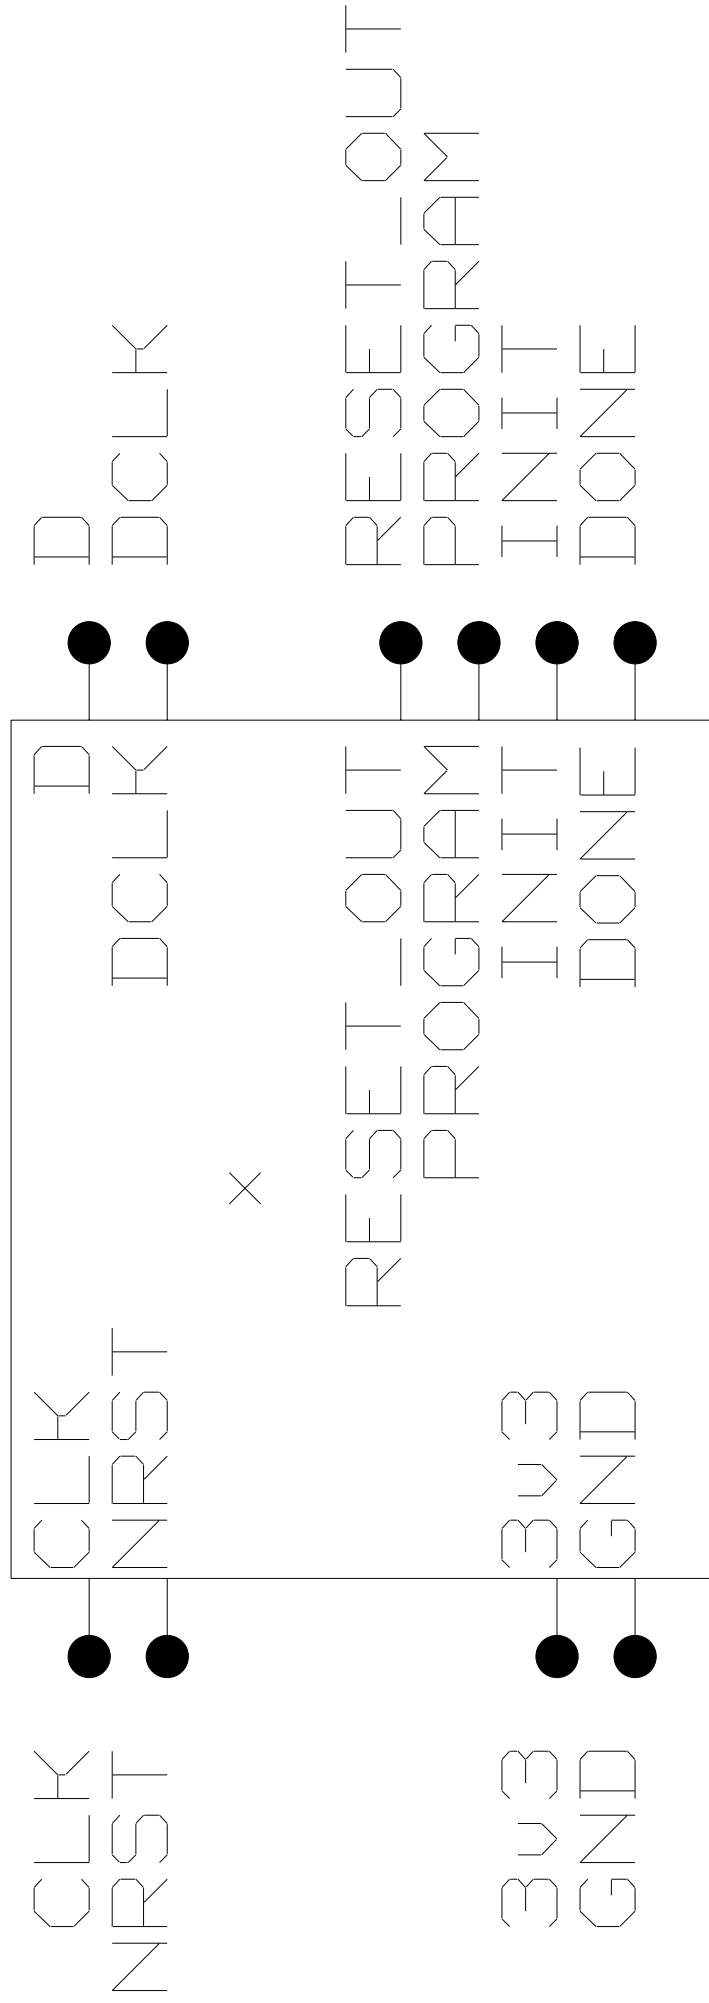 D
DCLK
RESET_OUT
PROGRAM
INIT
DONE
D
DCLK
RESET_OUT
PROGRAM
INIT
DONE
CLK
NRST
3v3
GND
CLK
NRST
3v3
GND